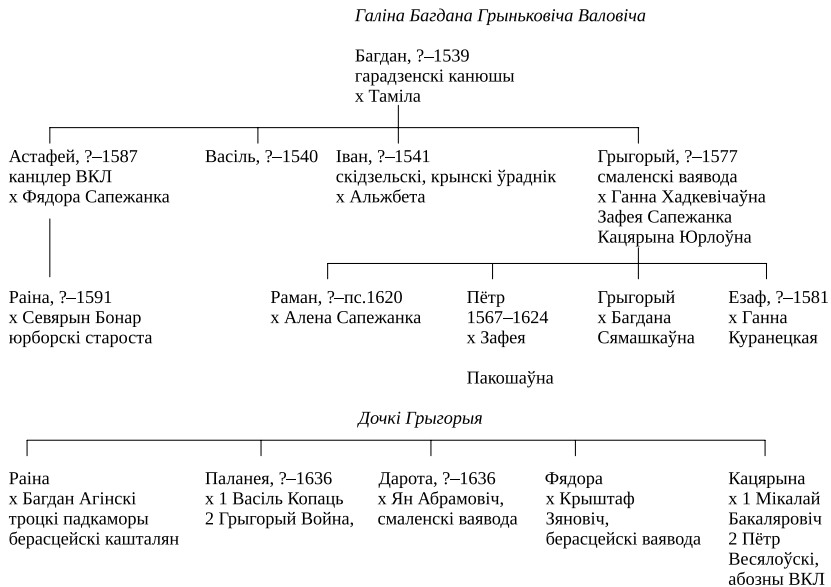 Галіна Багдана Грыньковіча Валовіча
Багдан, ?–1539
гарадзенскі канюшы
х Таміла
Астафей, ?–1587
канцлер ВКЛ
х Фядора Сапежанка
Васіль, ?–1540
Іван, ?–1541
скідзельскі, крынскі ўраднік
х Альжбета
Грыгорый, ?–1577
смаленскі ваявода
х Ганна Хадкевічаўна
Зафея Сапежанка
Кацярына Юрлоўна
Раіна, ?–1591
х Севярын Бонар
юрборскі староста
Раман, ?–пс.1620
х Алена Сапежанка
Пётр
1567–1624
х Зафея
Пакошаўна
Грыгорый
х Багдана
Сямашкаўна
Езаф, ?–1581
х Ганна
Куранецкая
Дочкі Грыгорыя
Раіна
х Багдан Агінскі
троцкі падкаморы
берасцейскі кашталян
Паланея, ?–1636
х 1 Васіль Копаць
2 Грыгорый Война,
Дарота, ?–1636
х Ян Абрамовіч,
смаленскі ваявода
Фядора
х Крыштаф
Зяновіч,
берасцейскі ваявода
Кацярына
х 1 Мікалай
Бакаляровіч
2 Пётр
Весялоўскі,
абозны ВКЛ